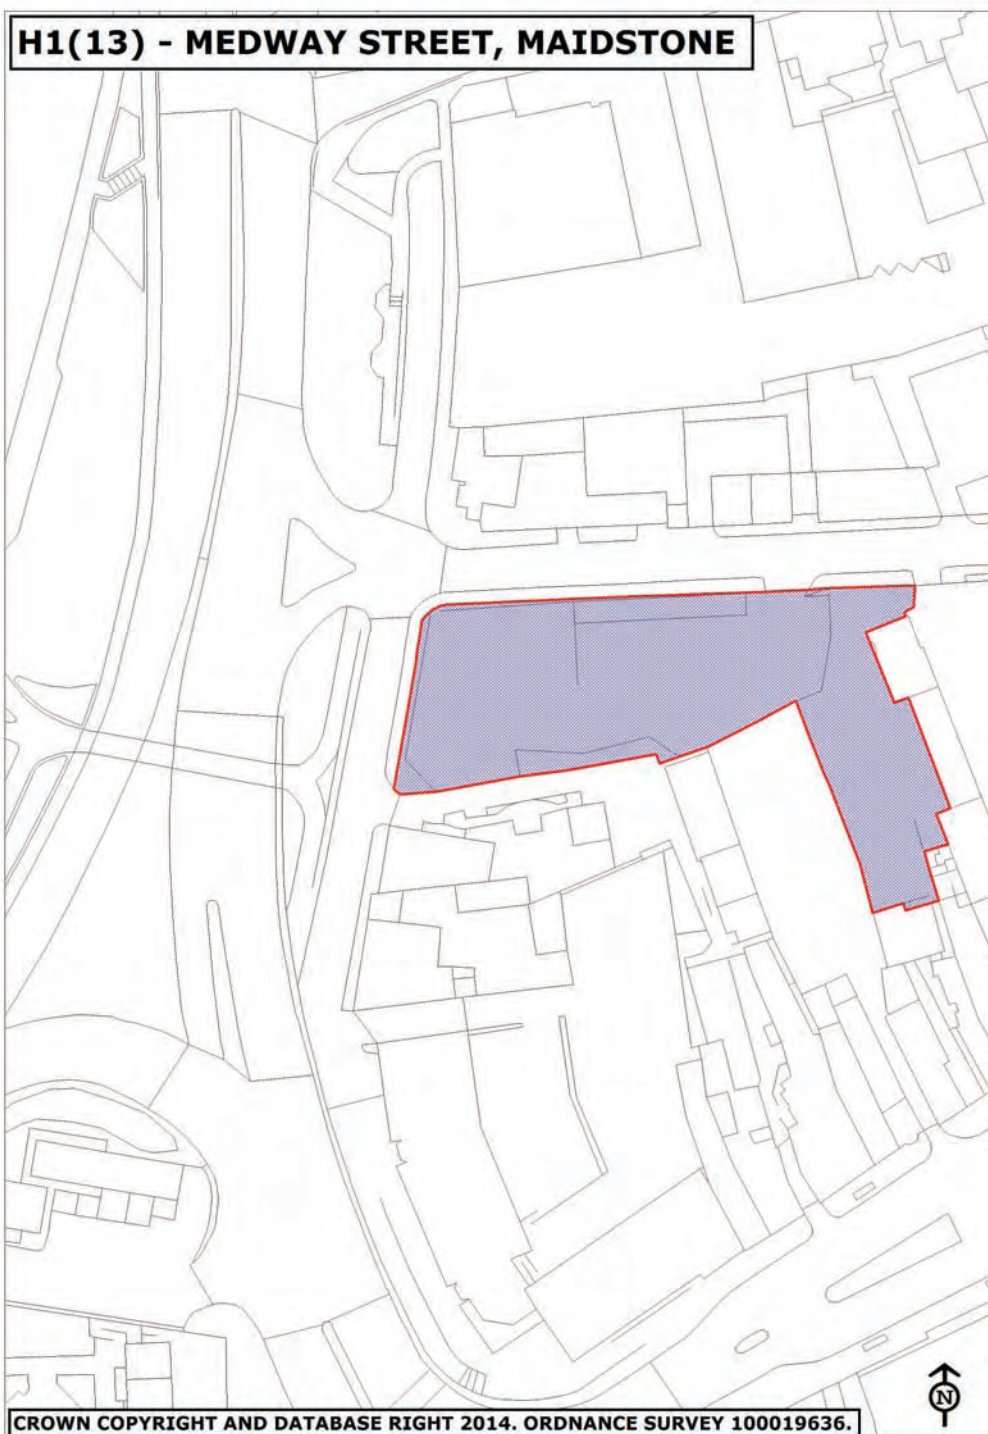 H1(13) - MEDWAY STREET, MAIDSTONE
N
CROWN COPYRIGHT AND DATABASE RIGHT 2014. ORDNANCE SURVEY 100019636.